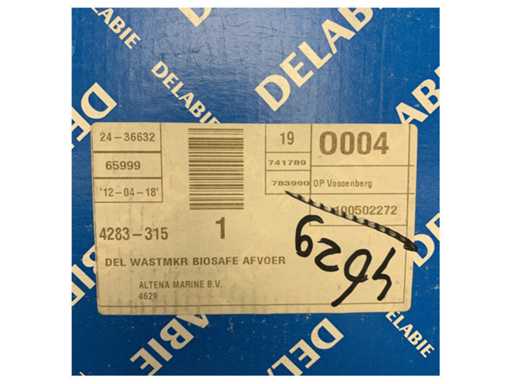 DELABIE
DELABIE
DELABIE
DELABIE
24-36632
19
0004
65999
741789
'12-04-18'
783990
OP Vossenberg
100502272
4283-315
1
DEL WASTMKR BIOSAFE AFVOER
ALTENA MARINE B.V.
4629
4629
DELABIE
DELABIE
DELABIE